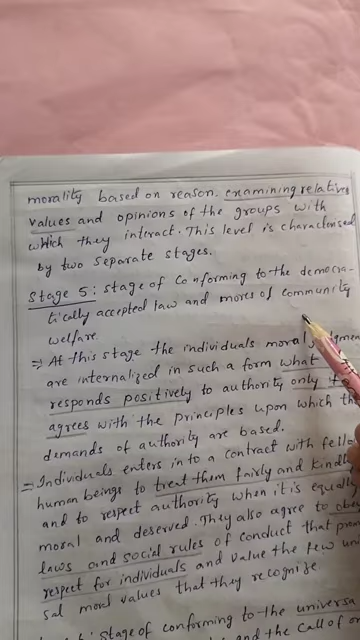 morality based on reason. examining relative
values and opinions of the groups with
which they interact. This level is characterised
by two separate stages.
Stage 5: stage of conforming to the democra-
tically accepted law and mores of community
welfare.
⇒ At this stage the individuals moral
are internalized in such a form what
responds positively to authority only
agrees with the principles upon which
demands of authority are based.
⇒ Individuals enters into a contract with fello
human beings to treat them fairly and kindly
and to respect authority when it is equally
moral and deserved. They also agree to obey
laws and social rules of conduct that
respect for individuals and value the few uni
sal moral values that they recognize
stage of conforming to the universa
and the call of